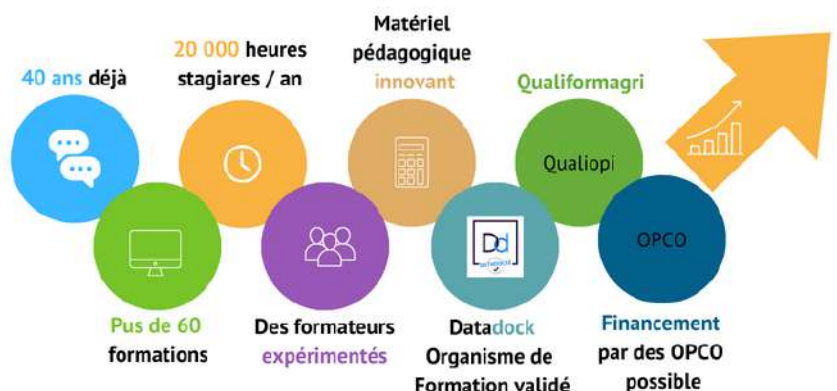 40 ans déjà
20 000 heures
stagiares / an
Matériel
pédagogique
innovant
Qualiformagri
Qualiopi
OPCO
Dd
Pus de 60
formations
Des formateurs
expérimentés
Datadock
Organisme de
Formation validé
Financement
par des OPCO
possible